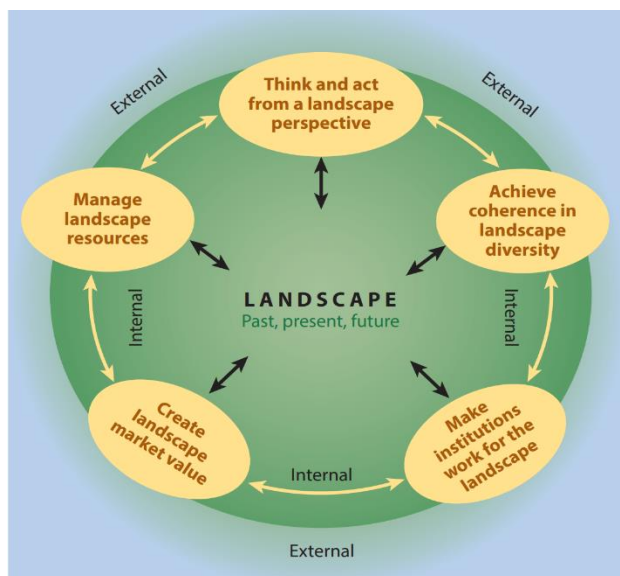 External
Think and act
from a landscape
perspective
External
Manage
landscape
resources
Achieve
coherence in
landscape
diversity
LANDSCAPE
Past, present, future
Internal
Internal
Create
landscape
market value
Make
institutions
work for the
landscape
Internal
External